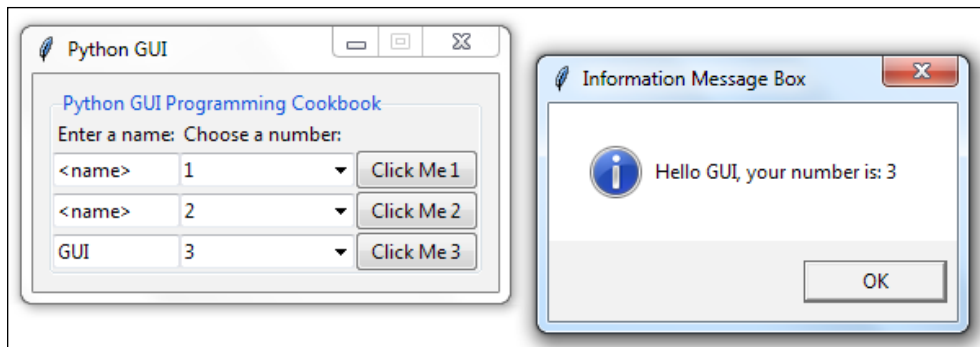 Python GUI
Python GUI Programming Cookbook
Enter a name: Choose a number:
<name> 1 Click Me 1
<name> 2 Click Me 2
GUI 3 Click Me 3
Information Message Box
Hello GUI, your number is: 3
OK